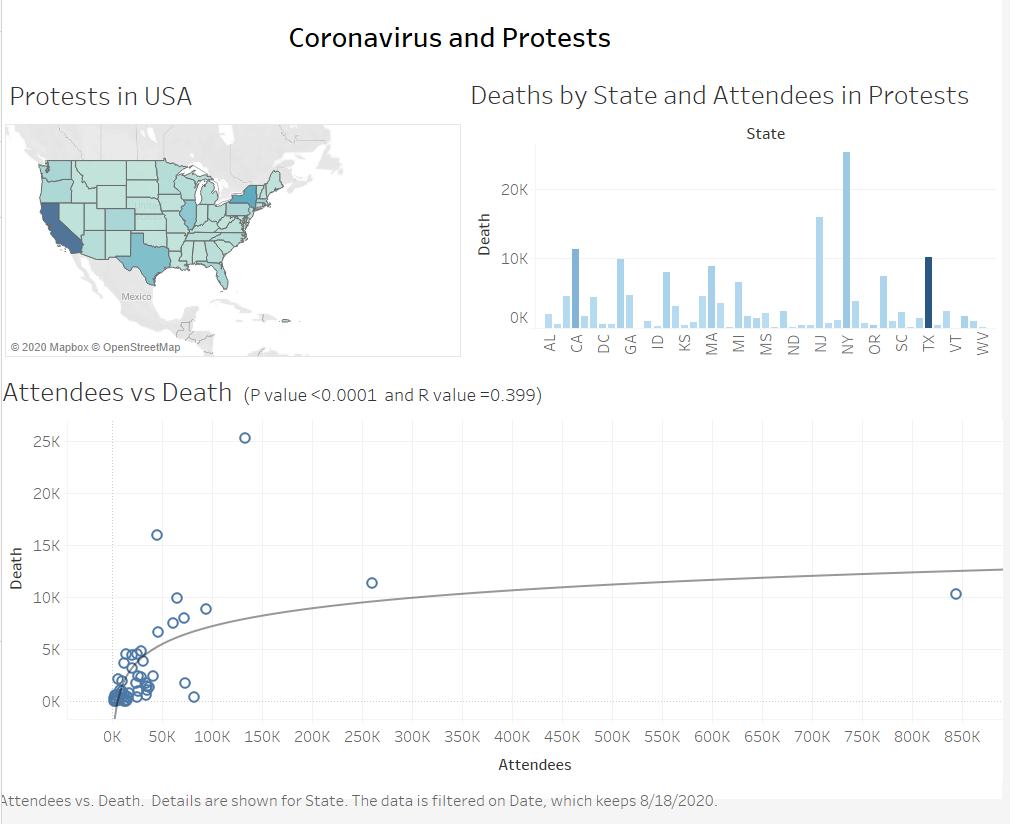 Coronavirus and Protests
Protests in USA
Mexico
© 2020 Mapbox © OpenStreetMap
Deaths by State and Attendees in Protests
State
Death
20K
10K
0K
AL
CA
DC
GA
ID
KS
MA
MI
MS
ND
NJ
NY
OR
SC
TX
VT
WV
Attendees vs Death (P value <0.0001 and R value =0.399)
Death
25K
20K
15K
10K
5K
0K
0K 50K 100K 150K 200K 250K 300K 350K 400K 450K 500K 550K 600K 650K 700K 750K 800K 850K
Attendees
Attendees vs. Death. Details are shown for State. The data is filtered on Date, which keeps 8/18/2020.